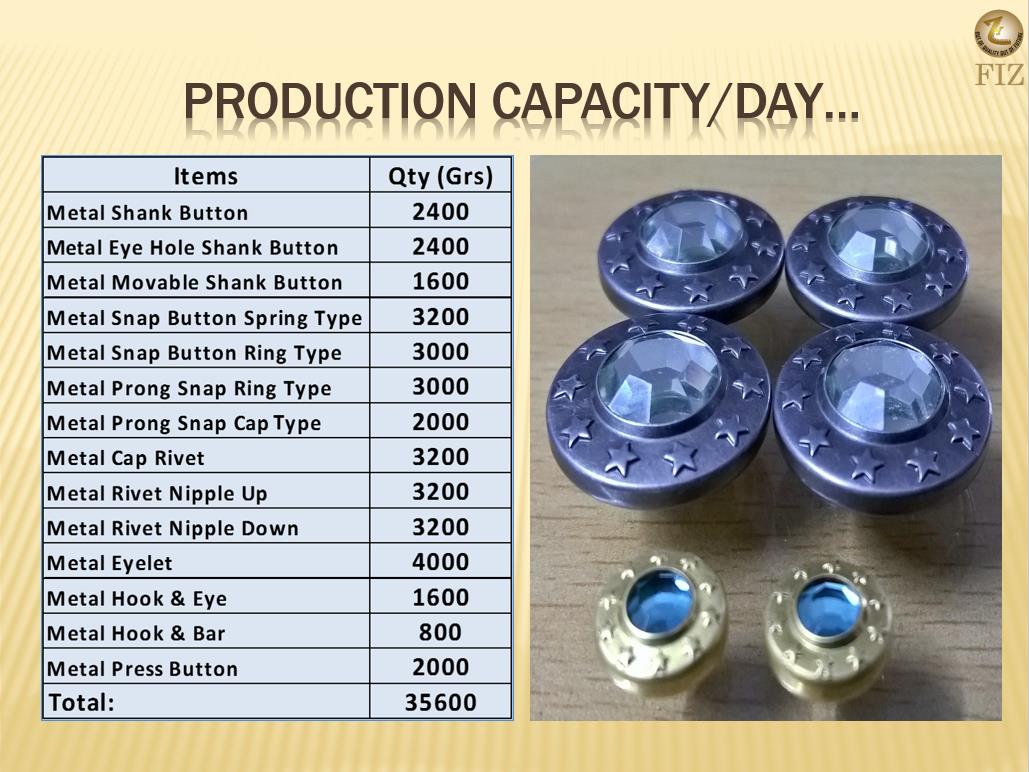 FIZ
PRODUCTION CAPACITY/DAY...
Items Qty (Grs)
Metal Shank Button 2400
Metal Eye Hole Shank Button 2400
Metal Movable Shank Button 1600
Metal Snap Button Spring Type 3200
Metal Snap Button Ring Type 3000
Metal Prong Snap Ring Type 3000
Metal Prong Snap Cap Type 2000
Metal Cap Rivet 3200
Metal Rivet Nipple Up 3200
Metal Rivet Nipple Down 3200
Metal Eyelet 4000
Metal Hook & Eye 1600
Metal Hook & Bar 800
Metal Press Button 2000
Total: 35600